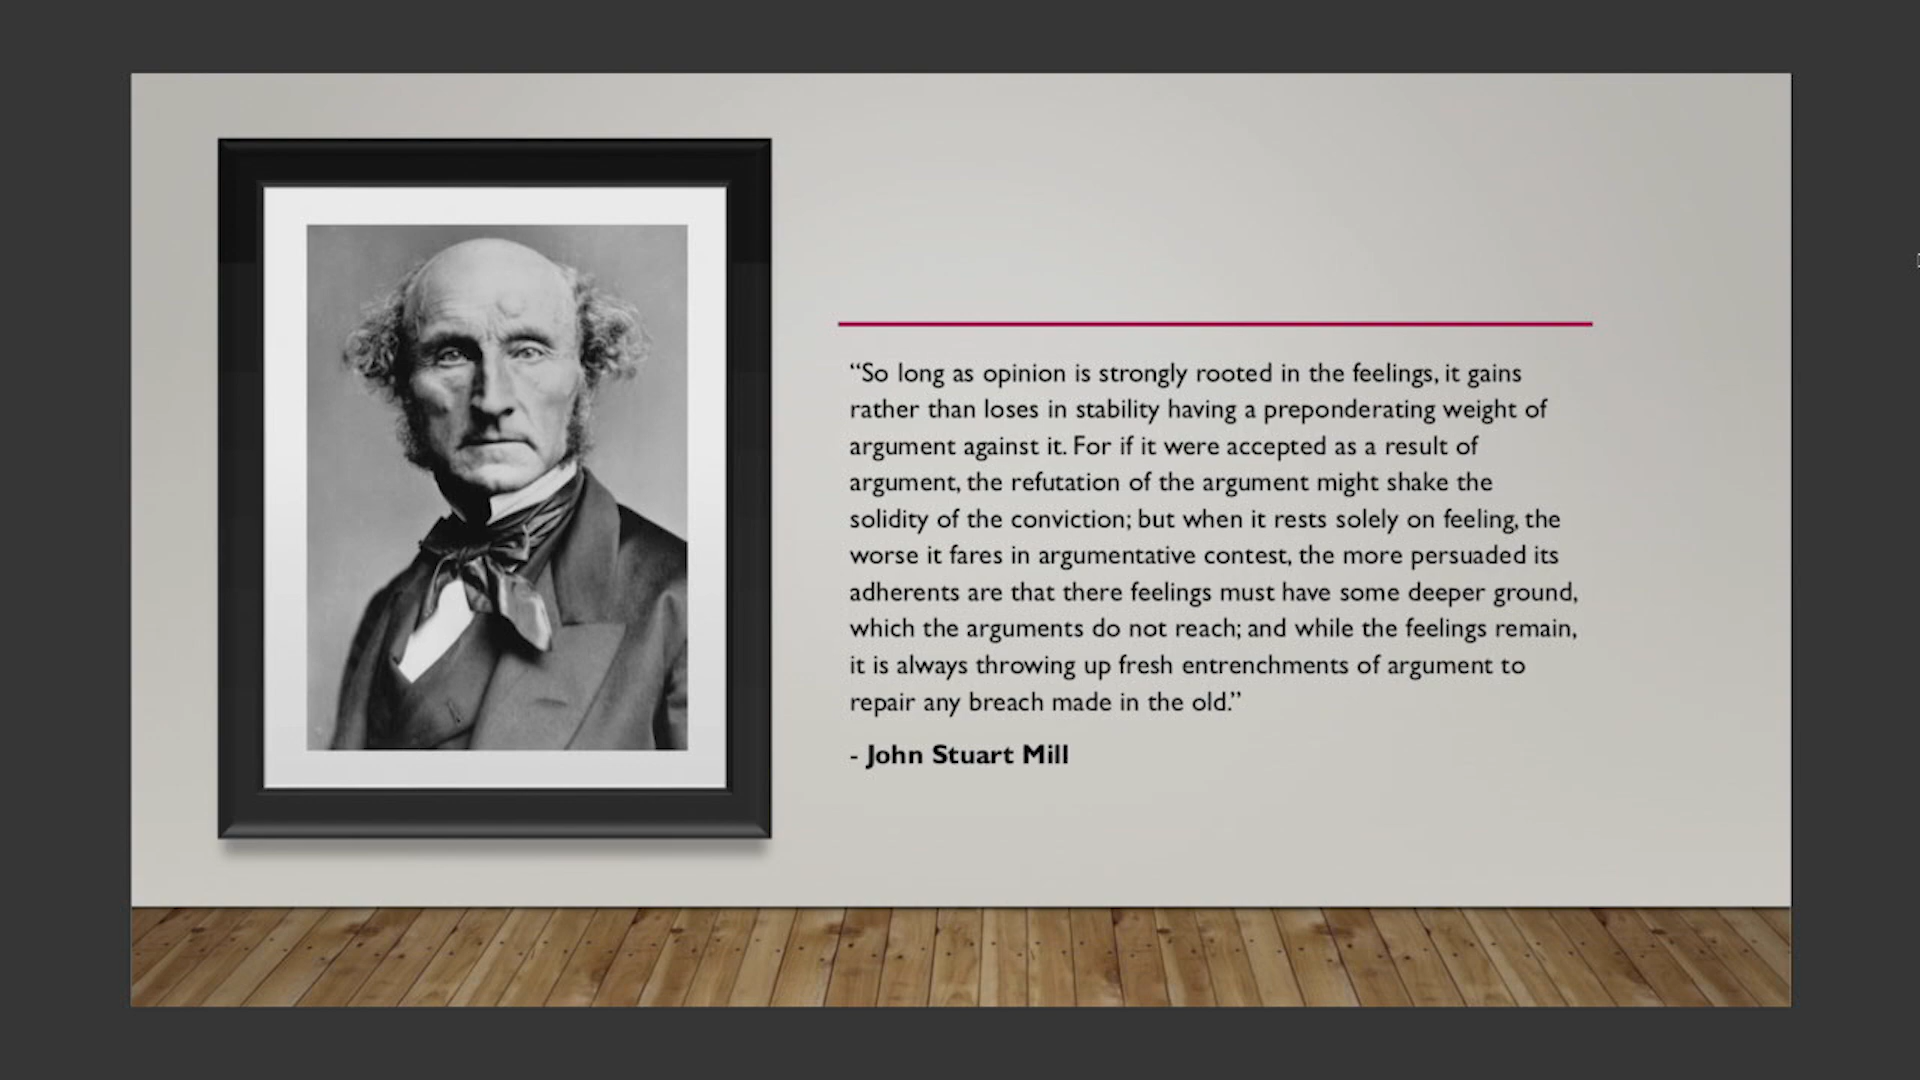 “So long as opinion is strongly rooted in the feelings, it gains
rather than loses in stability having a preponderating weight of
argument against it. For if it were accepted as a result of
argument, the refutation of the argument might shake the
solidity of the conviction; but when it rests solely on feeling, the
worse it fares in argumentative contest, the more persuaded its
adherents are that there feelings must have some deeper ground,
which the arguments do not reach; and while the feelings remain,
it is always throwing up fresh entrenchments of argument to
repair any breach made in the old.”
- John Stuart Mill